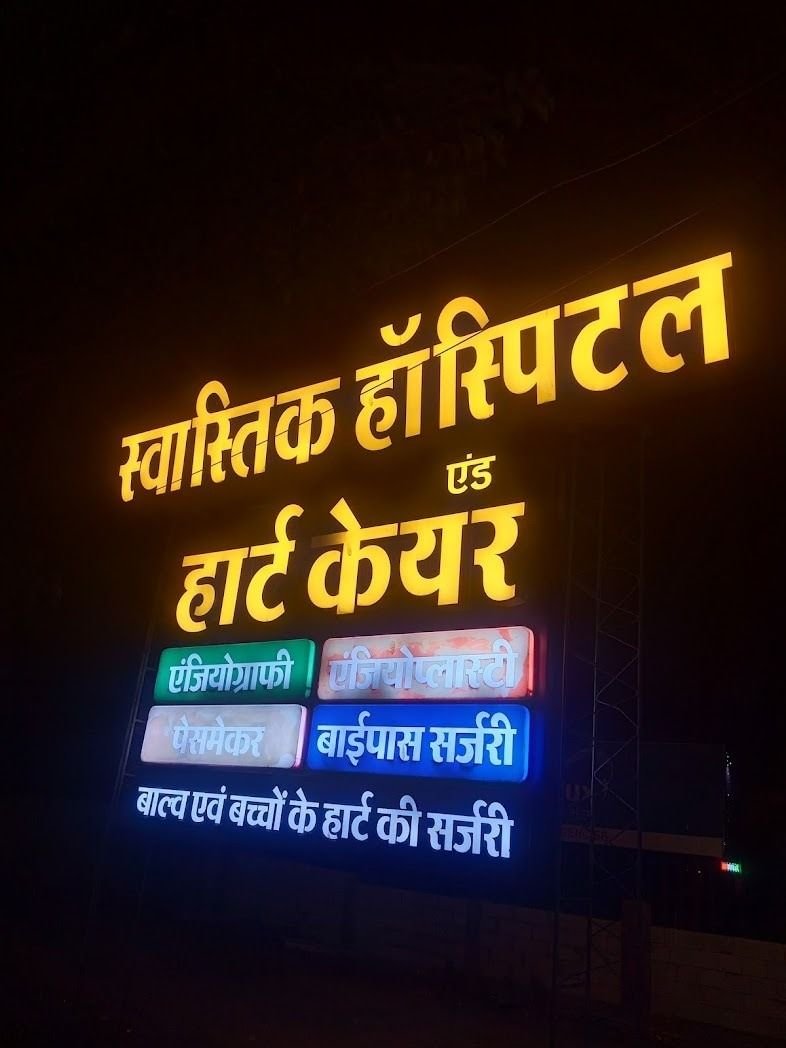 स्वास्तिक हॉस्पिटल
एंड
हार्ट केयर
एंजियोग्राफी एंजियोप्लास्टी
पेसमेकर बाईपास सर्जरी
बाल्व एवं बच्चों के हार्ट की सर्जरी